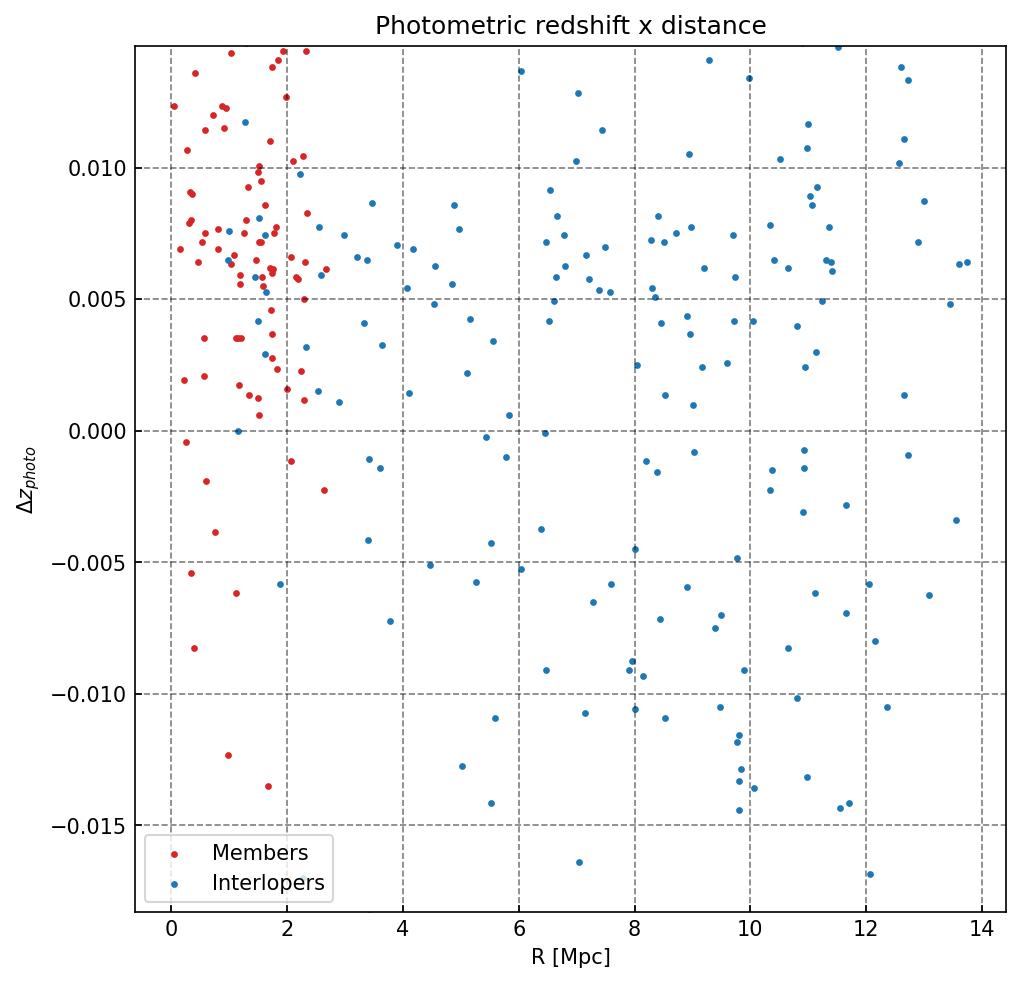 Photometric redshift x distance
0.010
0.005
0.000
−0.005
−0.010
−0.015
Δz_photo
Members
Interlopers
0 2 4 6 8 10 12 14
R [Mpc]